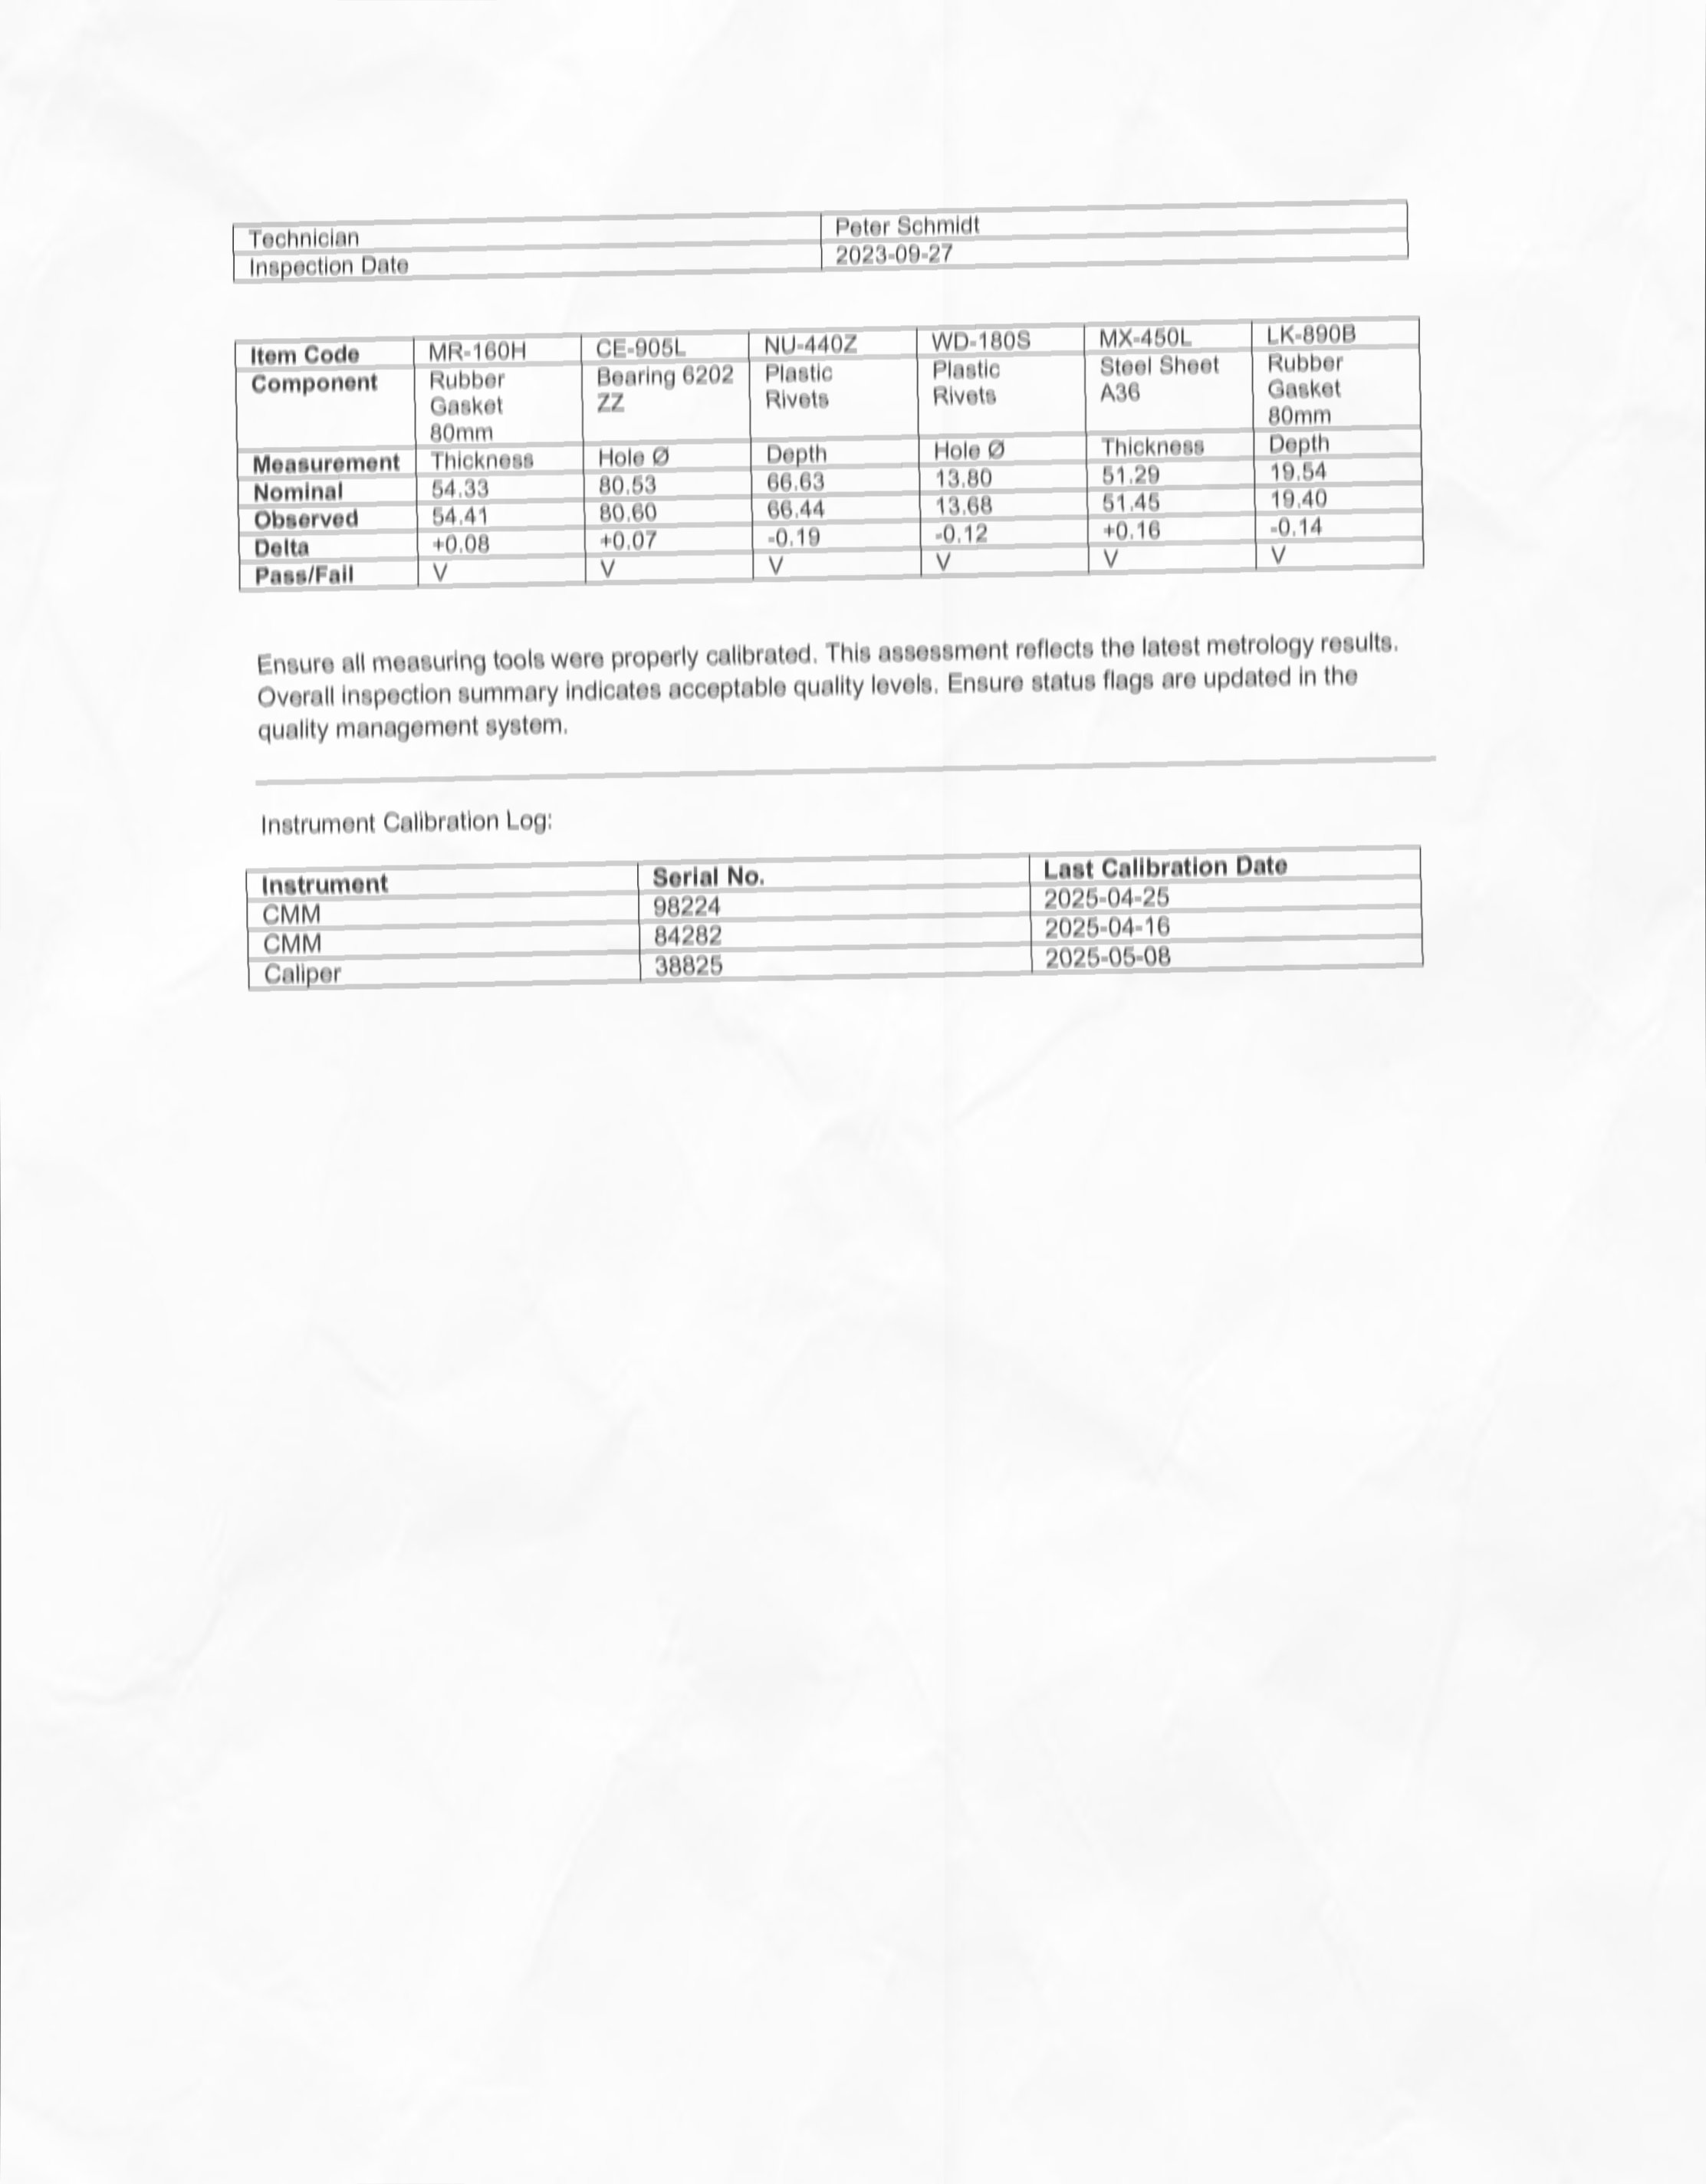 Technician Peter Schmidt
Inspection Date 2023-09-27
Item Code MR-160H CE-905L NU-440Z WD-180S MX-450L LK-890B
Component Rubber Gasket 80mm Bearing 6202 ZZ Plastic Rivets Plastic Rivets Steel Sheet A36 Rubber Gasket 80mm
Measurement Thickness Hole Ø Depth Hole Ø Thickness Depth
Nominal 54.33 80.53 66.63 13.80 51.29 19.54
Observed 54.41 80.60 66.44 13.68 51.45 19.40
Delta +0.08 +0.07 -0.19 -0.12 +0.16 -0.14
Pass/Fail V V V V V V
Ensure all measuring tools were properly calibrated. This assessment reflects the latest metrology results.
Overall inspection summary indicates acceptable quality levels. Ensure status flags are updated in the
quality management system.
Instrument Calibration Log:
Instrument Serial No. Last Calibration Date
CMM 98224 2025-04-25
CMM 84282 2025-04-16
Caliper 38825 2025-05-08